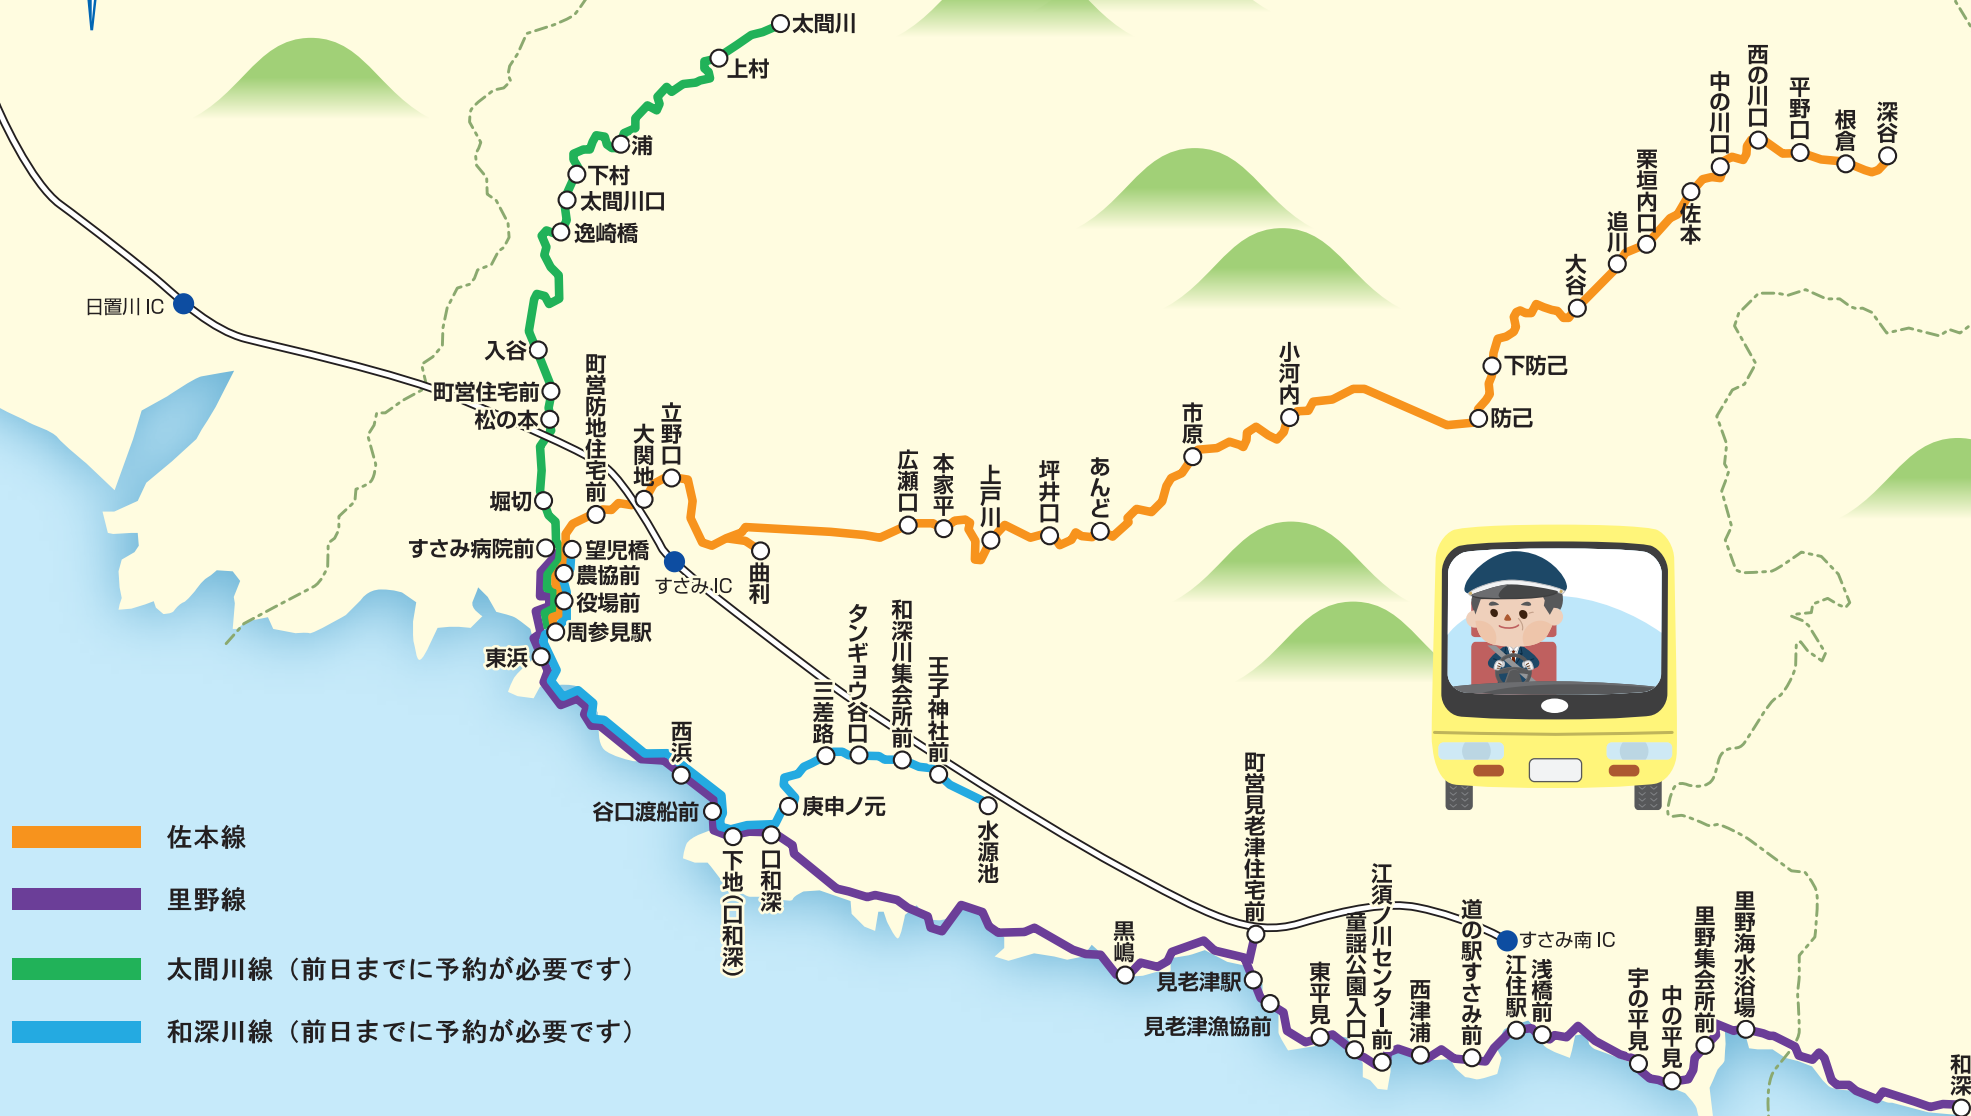 太間川
上村
浦
下村
太間川口
逸崎橋
日置川 IC
入谷
町営住宅前
松の本
堀切
すさみ病院前
望児橋
農協前
役場前
周参見駅
東浜
町営防地住宅前
大関地
立野口
すさみ IC
曲利
広瀬口
本家平
上戸川
坪井口
あんど
市原
小河内
防己
下防己
大谷
追川
栗垣内口
佐本
中の川口
西の川口
平野口
根倉
深谷
西浜
谷口渡船前
下地(口和深)
口和深
庚申ノ元
三差路
タンギョウ谷口
和深川集会所前
王子神社前
水源池
黒嶋
町営見老津住宅前
見老津駅
見老津漁協前
東平見
童謡公園入口
江須ノ川センター前
西津浦
道の駅すさみ前
すさみ南 IC
江住駅
浅橋前
宇の平見
中の平見
里野集会所前
里野海水浴場
和深
佐本線
里野線
太間川線（前日までに予約が必要です）
和深川線（前日までに予約が必要です）